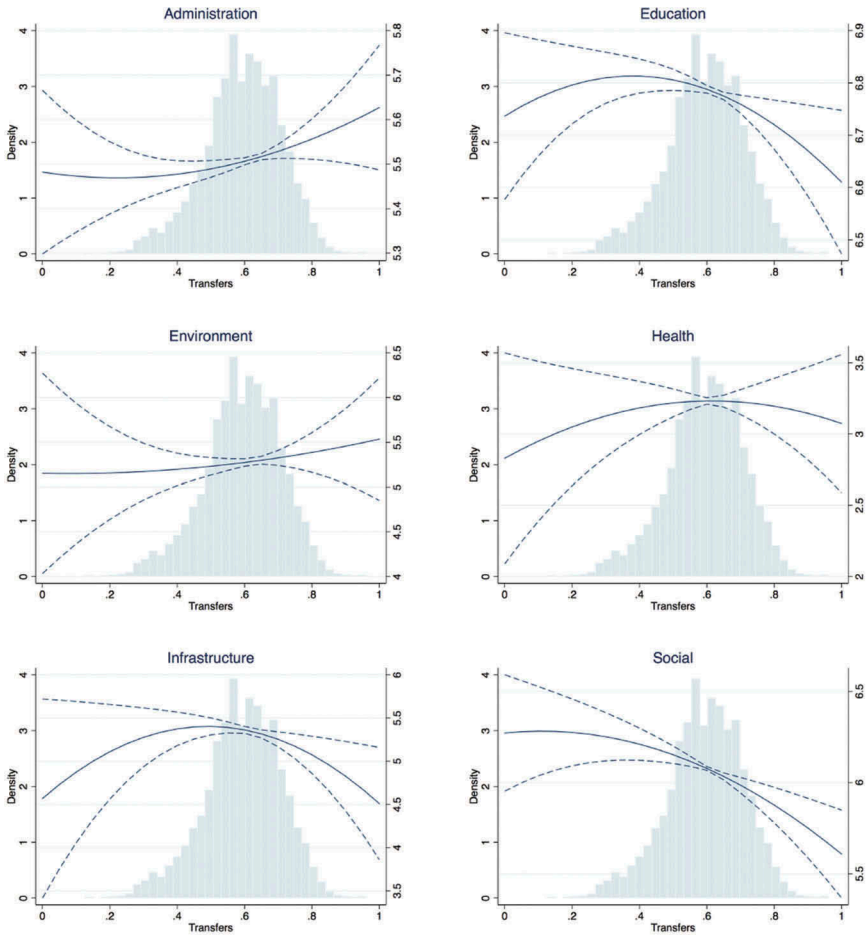 Administration
Density
0 1 2 3 4
5.3 5.4 5.5 5.6 5.7 5.8
0 .2 .4 .6 .8 1
Transfers
Education
Density
0 1 2 3 4
6.5 6.6 6.7 6.8 6.9
0 .2 .4 .6 .8 1
Transfers
Environment
Density
0 1 2 3 4
4 4.5 5 5.5 6 6.5
0 .2 .4 .6 .8 1
Transfers
Health
Density
0 1 2 3 4
2 2.5 3 3.5
0 .2 .4 .6 .8 1
Transfers
Infrastructure
Density
0 1 2 3 4
3.5 4 4.5 5 5.5 6
0 .2 .4 .6 .8 1
Transfers
Social
Density
0 1 2 3 4
5.5 6 6.5
0 .2 .4 .6 .8 1
Transfers